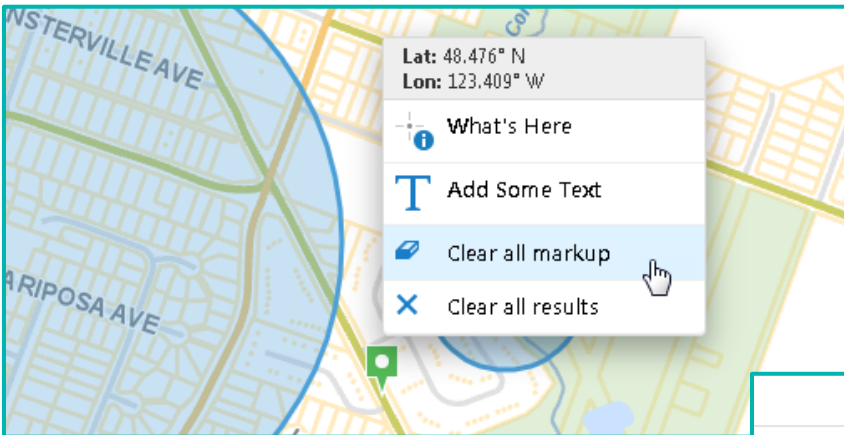 NSTERVILLE AVE
Lat: 48.476° N
Lon: 123.409° W
What's Here
Add Some Text
Clear all markup
Clear all results
ARIPOSA AVE